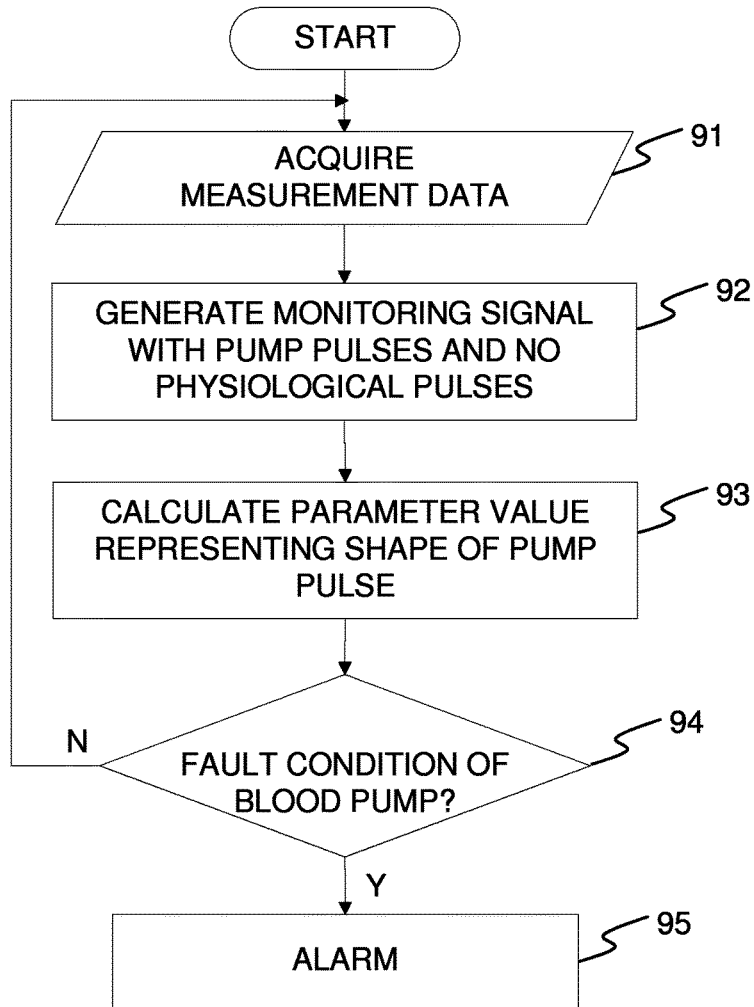 START
ACQUIRE
MEASUREMENT DATA
91
GENERATE MONITORING SIGNAL
WITH PUMP PULSES AND NO
PHYSIOLOGICAL PULSES
92
CALCULATE PARAMETER VALUE
REPRESENTING SHAPE OF PUMP
PULSE
93
N
FAULT CONDITION OF
BLOOD PUMP?
94
Y
ALARM
95